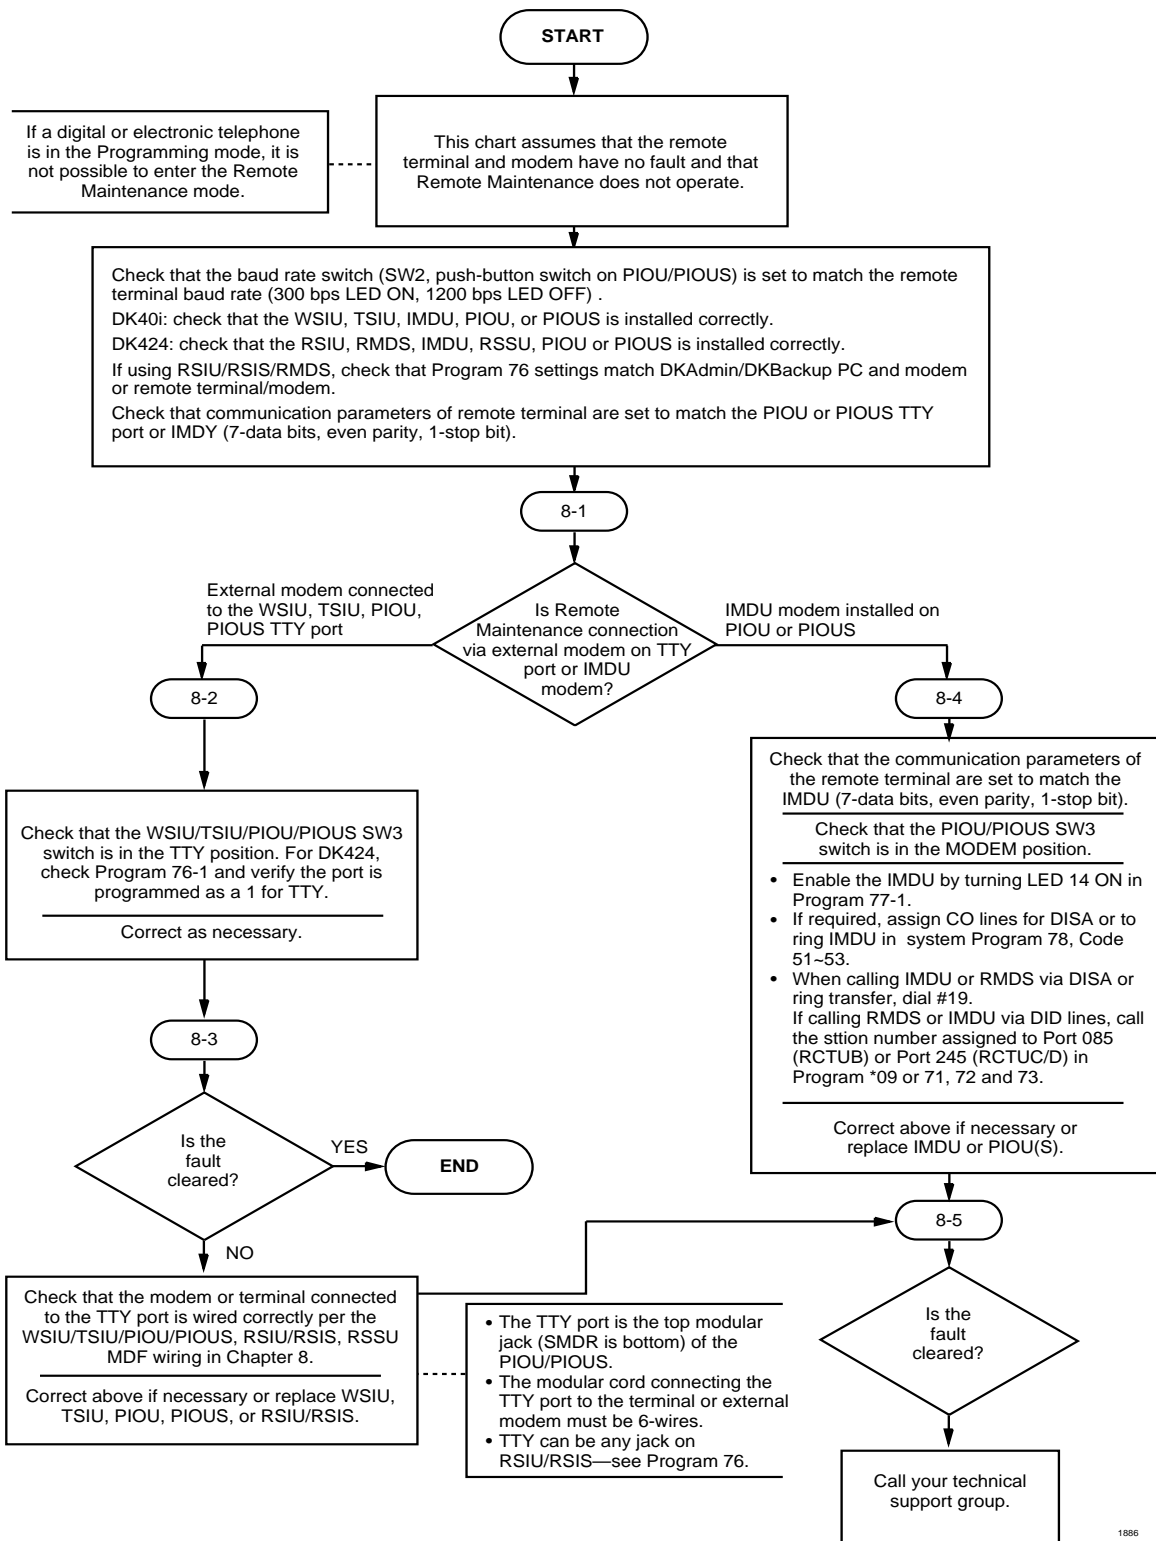 START
If a digital or electronic telephone
is in the Programming mode, it is
not possible to enter the Remote
Maintenance mode.
This chart assumes that the remote
terminal and modem have no fault and that
Remote Maintenance does not operate.
Check that the baud rate switch (SW2, push-button switch on PIOU/PIOUS) is set to match the remote
terminal baud rate (300 bps LED ON, 1200 bps LED OFF) .
DK40i: check that the WSIU, TSIU, IMDU, PIOU, or PIOUS is installed correctly.
DK424: check that the RSIU, RMDS, IMDU, RSSU, PIOU or PIOUS is installed correctly.
If using RSIU/RSIS/RMDS, check that Program 76 settings match DKAdmin/DKBackup PC and modem
or remote terminal/modem.
Check that communication parameters of remote terminal are set to match the PIOU or PIOUS TTY
port or IMDY (7-data bits, even parity, 1-stop bit).
8-1
External modem connected
to the WSIU, TSIU, PIOU,
PIOUS TTY port
Is Remote
Maintenance connection
via external modem on TTY
port or IMDU
modem?
IMDU modem installed on
PIOU or PIOUS
8-2
Check that the WSIU/TSIU/PIOU/PIOUS SW3
switch is in the TTY position. For DK424,
check Program 76-1 and verify the port is
programmed as a 1 for TTY.
Correct as necessary.
8-3
Is the
fault
cleared?
YES
END
NO
Check that the modem or terminal connected
to the TTY port is wired correctly per the
WSIU/TSIU/PIOU/PIOUS, RSIU/RSIS, RSSU
MDF wiring in Chapter 8.
Correct above if necessary or replace WSIU,
TSIU, PIOU, PIOUS, or RSIU/RSIS.
• The TTY port is the top modular
jack (SMDR is bottom) of the
PIOU/PIOUS.
• The modular cord connecting the
TTY port to the terminal or external
modem must be 6-wires.
• TTY can be any jack on
RSIU/RSIS—see Program 76.
8-4
Check that the communication parameters of
the remote terminal are set to match the
IMDU (7-data bits, even parity, 1-stop bit).
Check that the PIOU/PIOUS SW3
switch is in the MODEM position.
• Enable the IMDU by turning LED 14 ON in
Program 77-1.
• If required, assign CO lines for DISA or to
ring IMDU in system Program 78, Code
51~53.
• When calling IMDU or RMDS via DISA or
ring transfer, dial #19.
If calling RMDS or IMDU via DID lines, call
the sttion number assigned to Port 085
(RCTUB) or Port 245 (RCTUC/D) in
Program *09 or 71, 72 and 73.
Correct above if necessary or
replace IMDU or PIOU(S).
8-5
Is the
fault
cleared?
Call your technical
support group.
1886